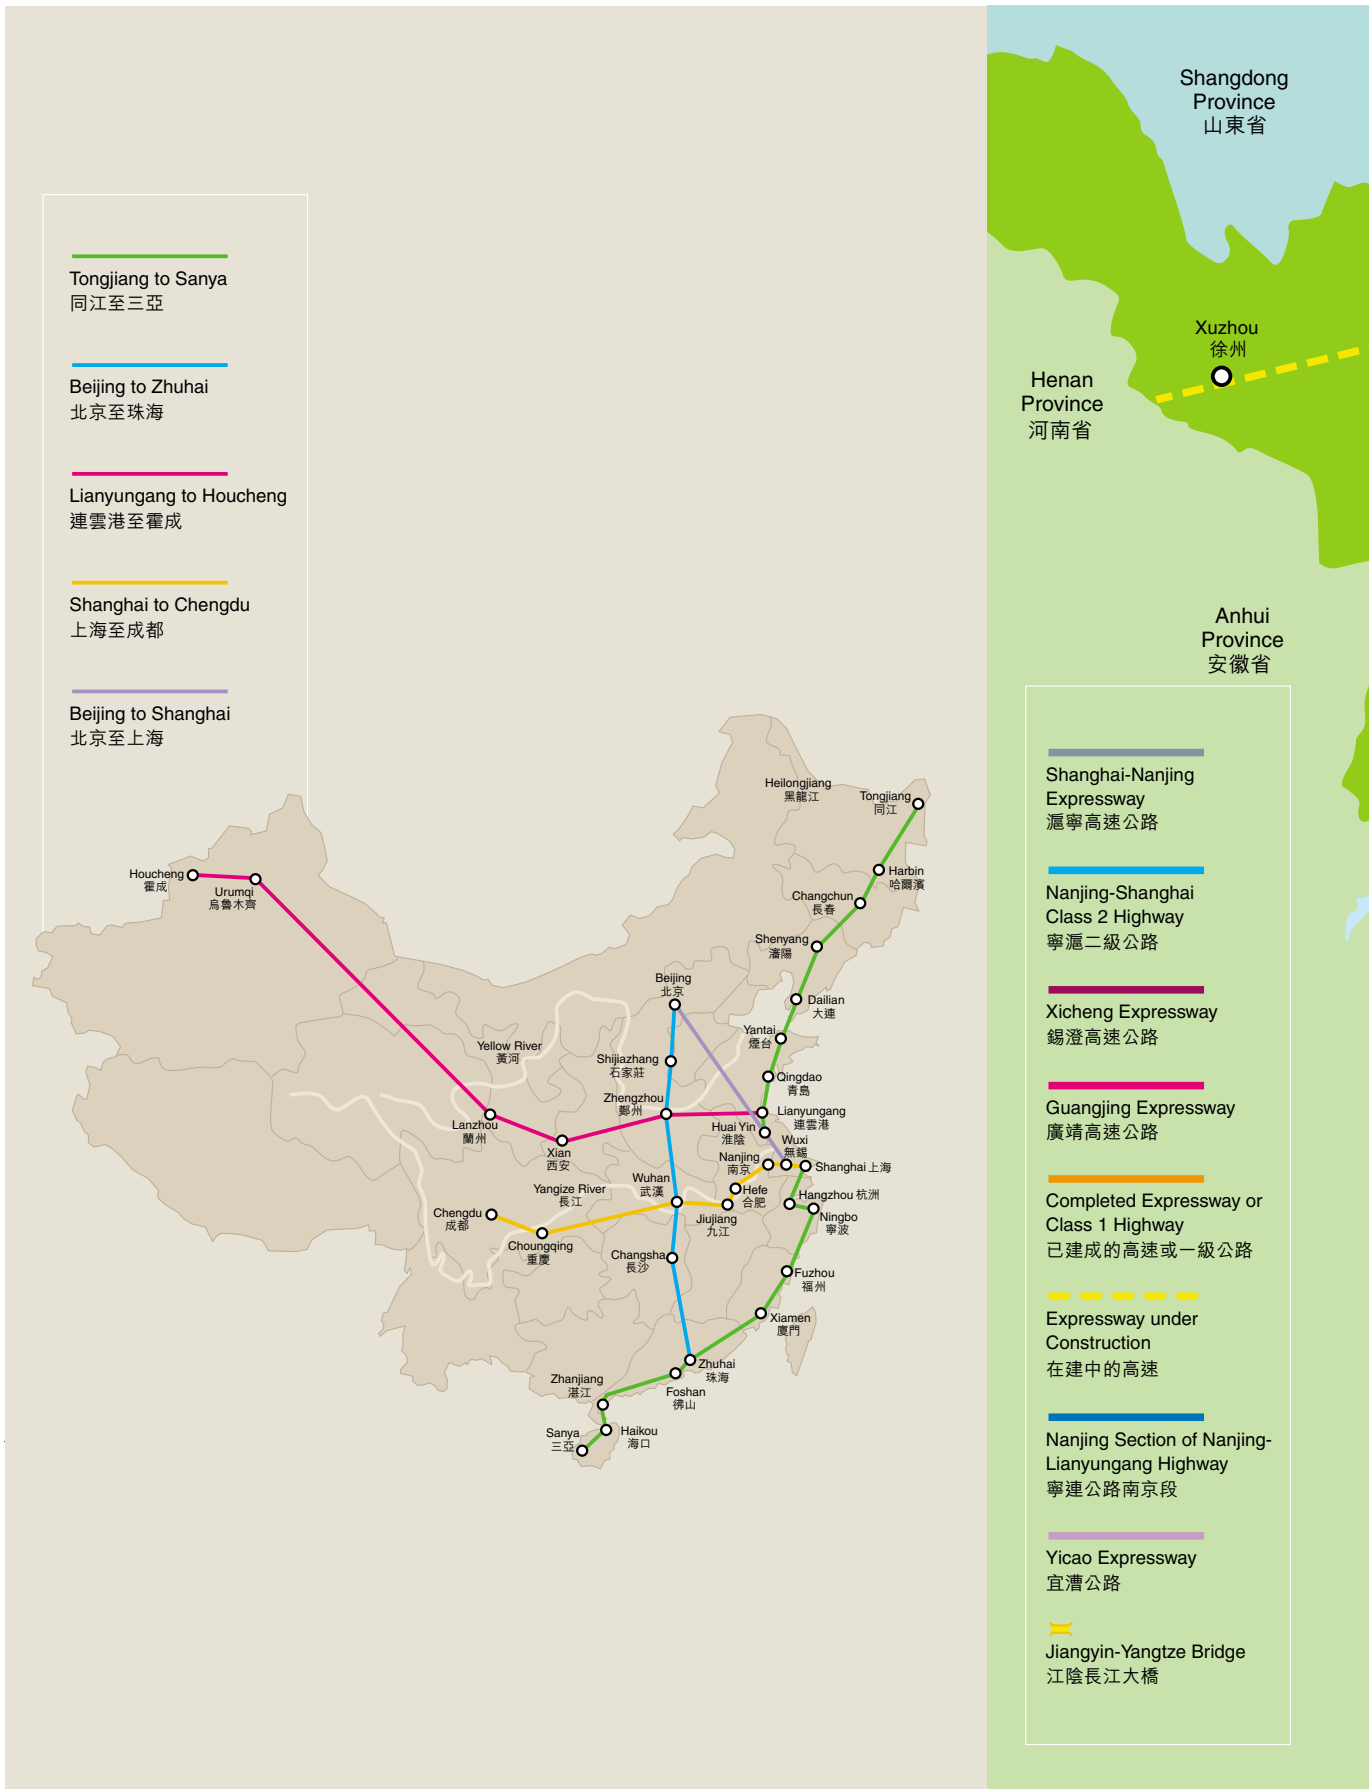 Tongjiang to Sanya
同江至三亞
Beijing to Zhuhai
北京至珠海
Lianyungang to Houcheng
連雲港至霍成
Shanghai to Chengdu
上海至成都
Beijing to Shanghai
北京至上海
Heilongjiang
黑龍江
Tongjiang
同江
Houcheng
霍成
Urumqi
烏魯木齊
Harbin
哈爾濱
Changchun
長春
Shenyang
瀋陽
Beijing
北京
Dailian
大連
Yantai
煙台
Yellow River
黃河
Shijiazhang
石家莊
Qingdao
青島
Zhengzhou
鄭州
Lianyungang
連雲港
Lanzhou
蘭州
Huai Yin
淮陰
Wuxi
無錫
Xian
西安
Nanjing
南京
Shanghai 上海
Wuhan
武漢
Yangize River
長江
Hefe
合肥
Hangzhou 杭州
Chengdu
成都
Jiujiang
九江
Ningbo
寧波
Choungqing
重慶
Changsha
長沙
Fuzhou
福州
Xiamen
廈門
Zhuhai
珠海
Zhanjiang
湛江
Foshan
佛山
Sanya
三亞
Haikou
海口
Shangdong
Province
山東省
Xuzhou
徐州
Henan
Province
河南省
Anhui
Province
安徽省
Shanghai-Nanjing
Expressway
滬寧高速公路
Nanjing-Shanghai
Class 2 Highway
寧滬二級公路
Xicheng Expressway
錫澄高速公路
Guangjing Expressway
廣靖高速公路
Completed Expressway or
Class 1 Highway
已建成的高速或一級公路
Expressway under
Construction
在建中的高速
Nanjing Section of Nanjing-
Lianyungang Highway
寧連公路南京段
Yicao Expressway
宜漕公路
Jiangyin-Yangtze Bridge
江陰長江大橋